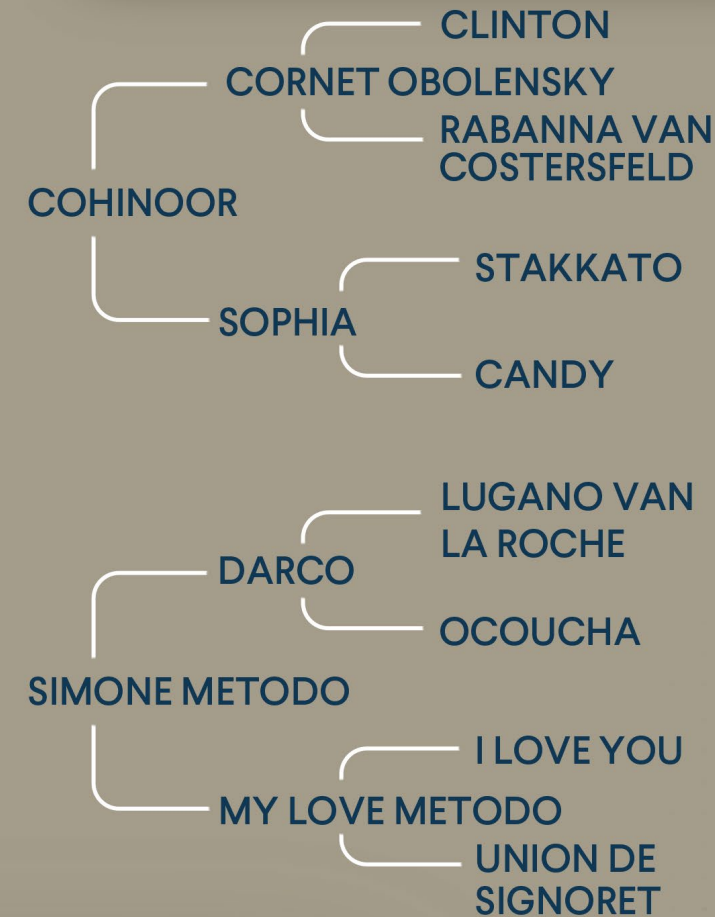 CLINTON
CORNET OBOLENSKY
RABANNA VAN
COSTERSFELD
COHINOOR
STAKKATO
SOPHIA
CANDY
LUGANO VAN
LA ROCHE
DARCO
OCOUCHA
SIMONE METODO
I LOVE YOU
MY LOVE METODO
UNION DE
SIGNORET